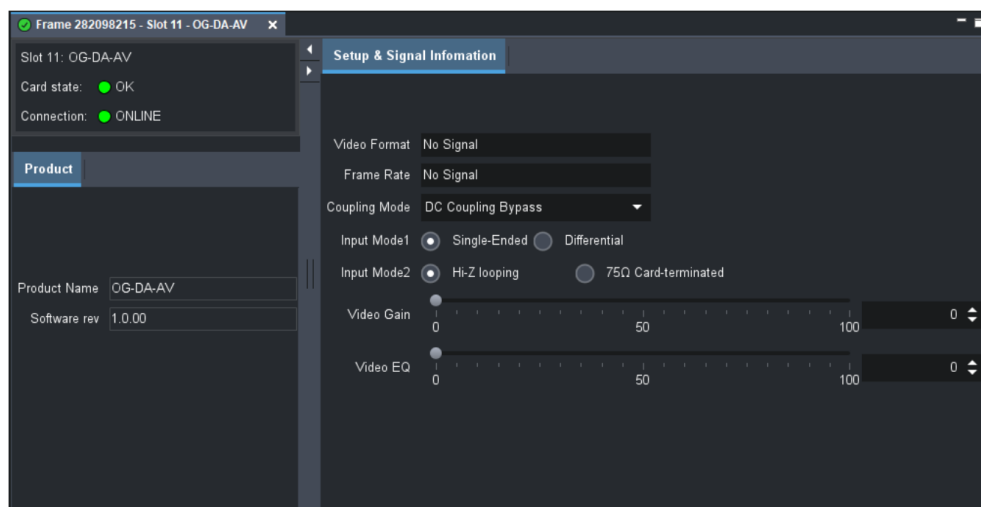 Frame 282098215 - Slot 11 - OG-DA-AV
Slot 11: OG-DA-AV
Card state: OK
Connection: ONLINE
Product
Product Name OG-DA-AV
Software rev 1.0.00
Setup & Signal Infomation
Video Format No Signal
Frame Rate No Signal
Coupling Mode DC Coupling Bypass
Input Mode1 Single-Ended Differential
Input Mode2 Hi-Z looping 75Ω Card-terminated
Video Gain 0
0 50 100
Video EQ 0
0 50 100